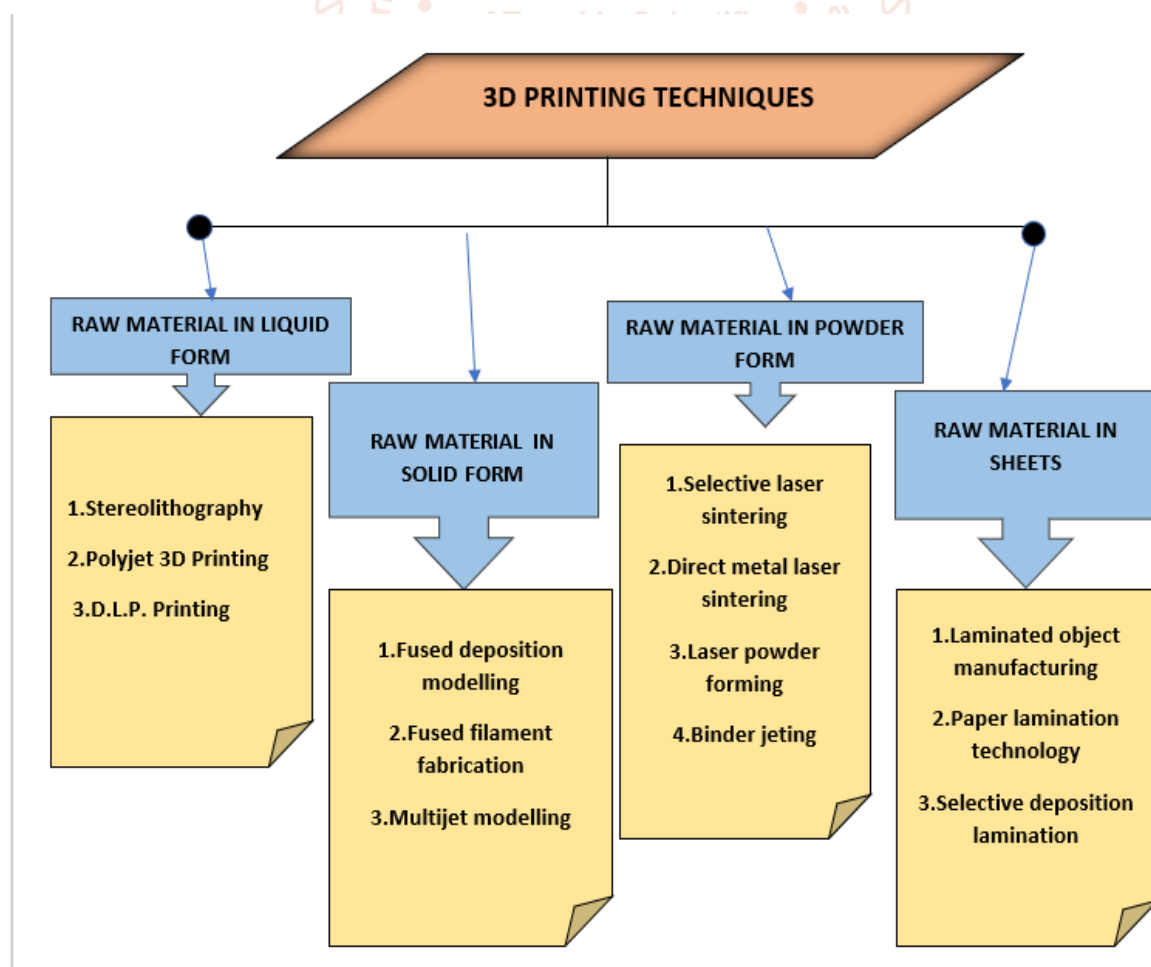 3D PRINTING TECHNIQUES
RAW MATERIAL IN LIQUID
FORM
1.Stereolithography
2.Polyjet 3D Printing
3.D.L.P. Printing
RAW MATERIAL IN
SOLID FORM
1.Fused deposition
modelling
2.Fused filament
fabrication
3.Multijet modelling
RAW MATERIAL IN POWDER
FORM
1.Selective laser
sintering
2.Direct metal laser
sintering
3.Laser powder
forming
4.Binder jeting
RAW MATERIAL IN
SHEETS
1.Laminated object
manufacturing
2.Paper lamination
technology
3.Selective deposition
lamination